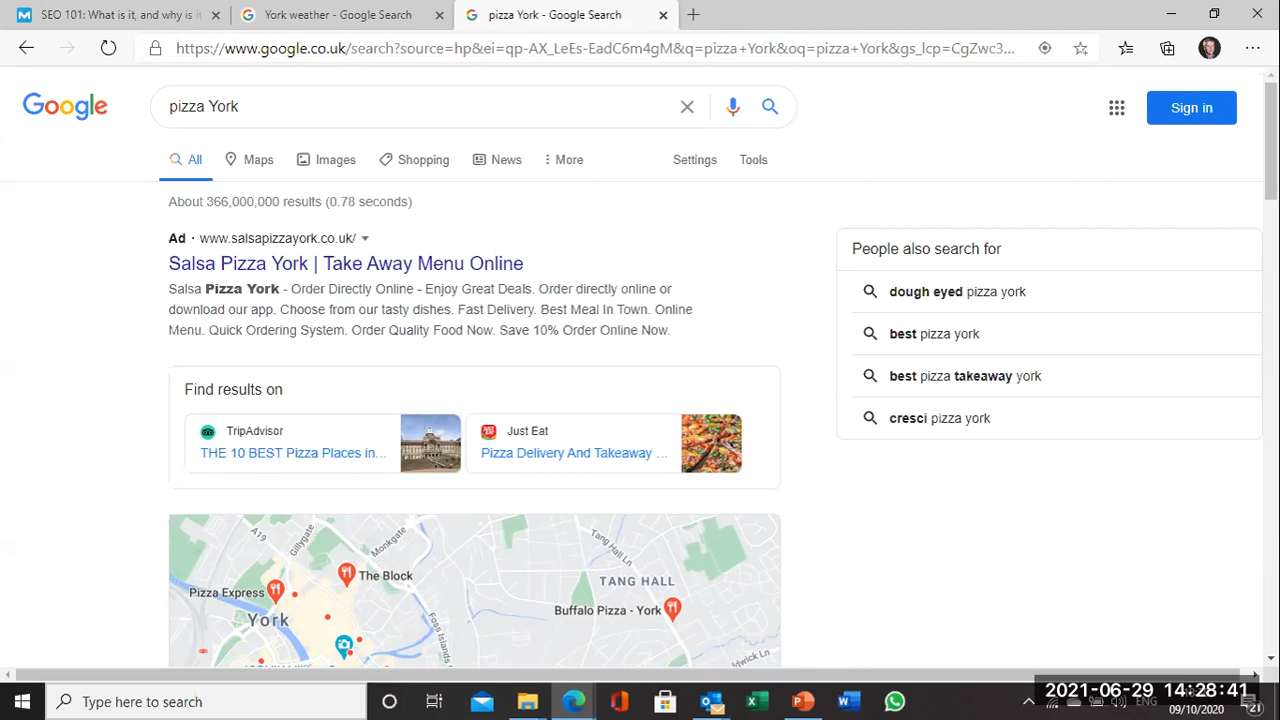 SEO 101: What is it, and why is it
York weather - Google Search
pizza York - Google Search
https://www.google.co.uk/search?source=hp&ei=qp-AX_LeEs-EadC6m4gM&q=pizza+York&oq=pizza+York&gs_lcp=CgZwc3...
Google
pizza York
Sign in
All
Maps
Images
Shopping
News
More
Settings
Tools
About 366,000,000 results (0.78 seconds)
Ad · www.salsapizzayork.co.uk/
Salsa Pizza York | Take Away Menu Online
Salsa Pizza York - Order Directly Online - Enjoy Great Deals. Order directly online or
download our app. Choose from our tasty dishes. Fast Delivery. Best Meal In Town. Online
Menu. Quick Ordering System. Order Quality Food Now. Save 10% Order Online Now.
People also search for
dough eyed pizza york
best pizza york
best pizza takeaway york
cresci pizza york
Find results on
TripAdvisor
THE 10 BEST Pizza Places in...
Just Eat
Pizza Delivery And Takeaway ...
A19
Gillygate
Monkgate
Tang Hall Ln
The Block
TANG HALL
Pizza Express
Buffalo Pizza - York
York
Foss Islands
Type here to search
2021-06-29 14:28:41
ENG
09/10/2020
21